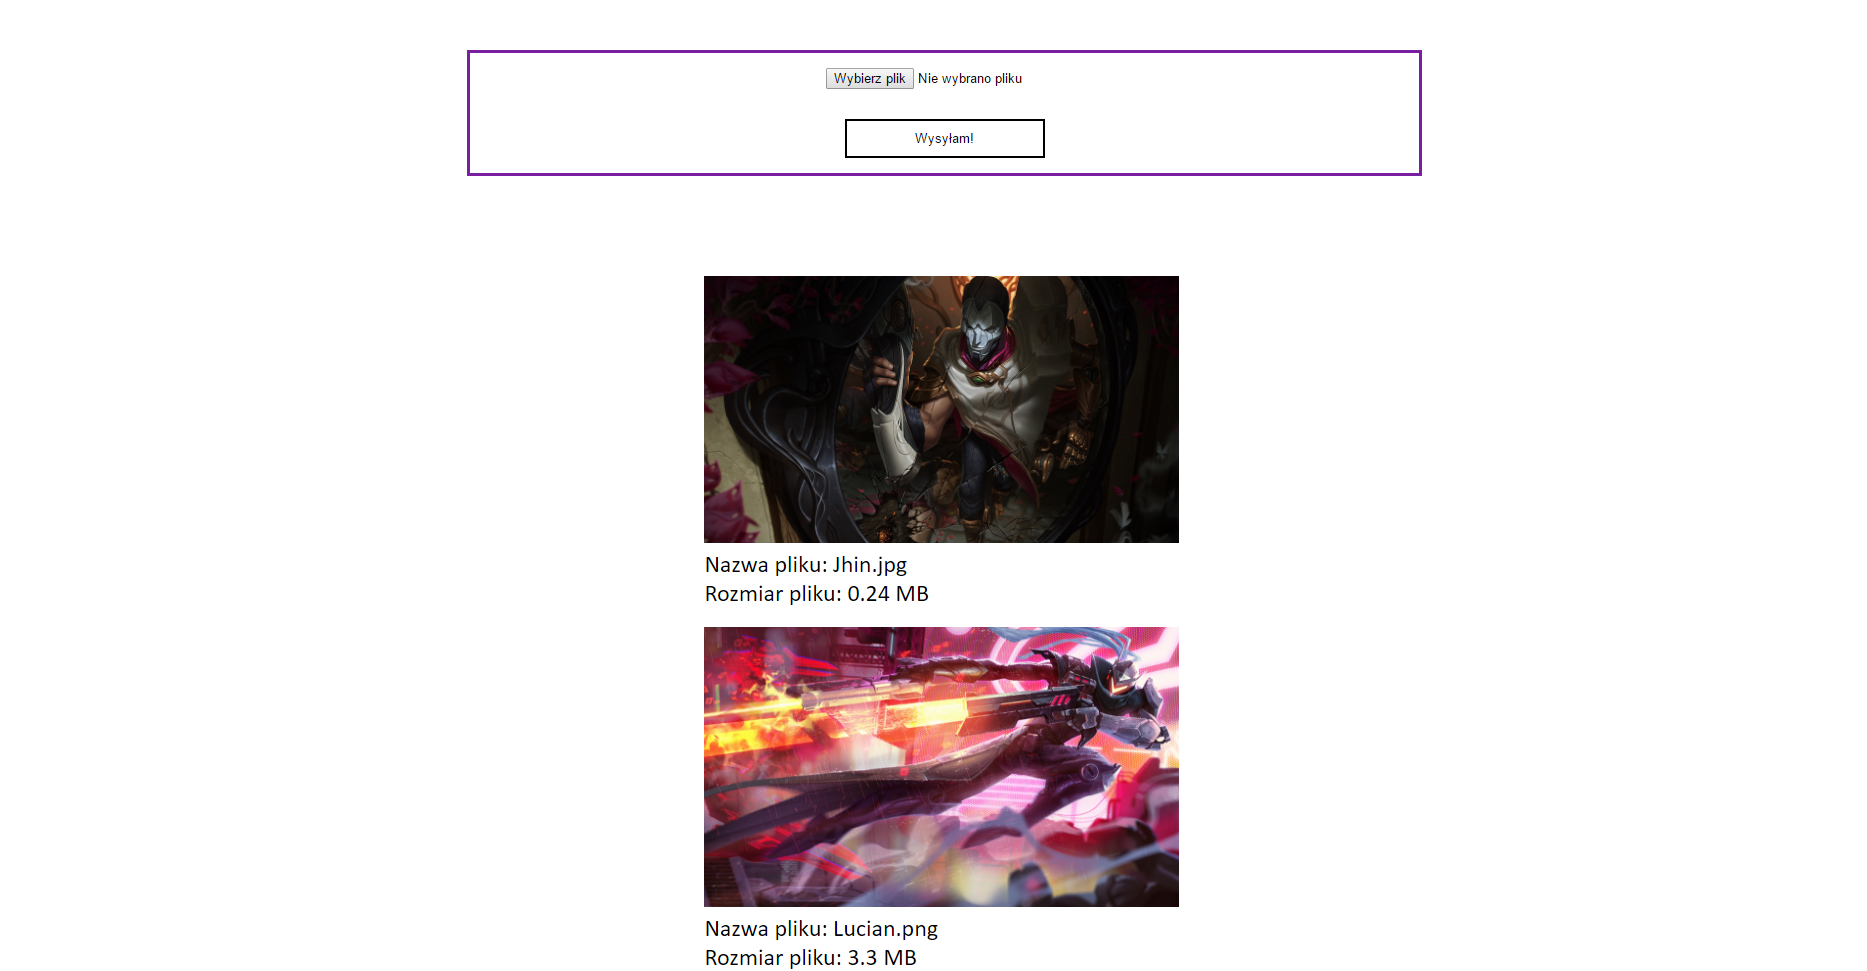 Wybierz plik Nie wybrano pliku
Wysyłam!
Nazwa pliku: Jhin.jpg
Rozmiar pliku: 0.24 MB
Nazwa pliku: Lucian.png
Rozmiar pliku: 3.3 MB